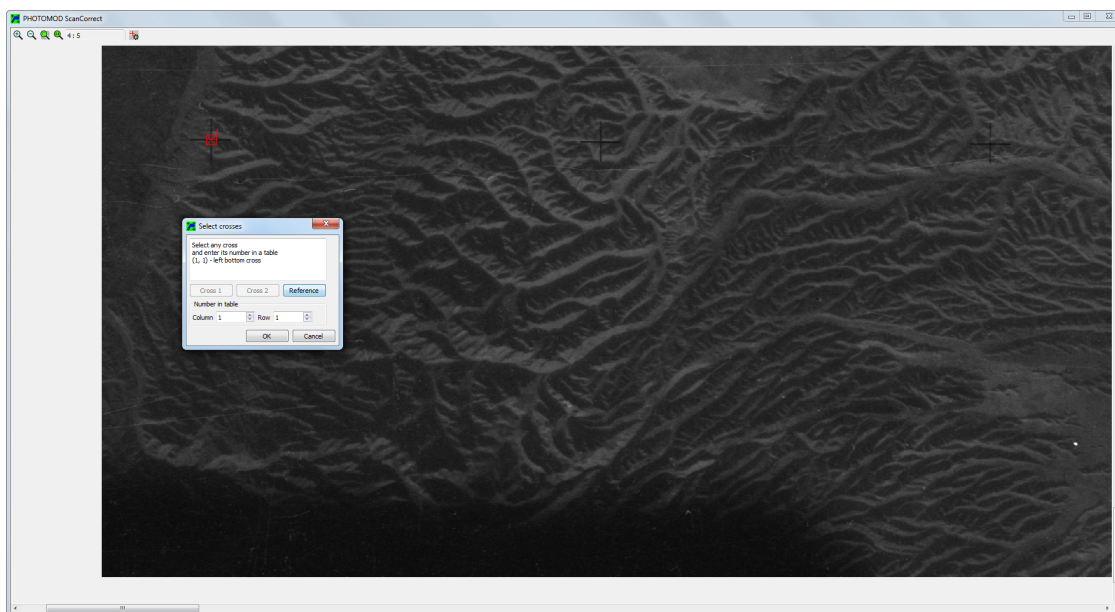 PHOTOMOD ScanCorrect
4 : 5
Select crosses
Select any cross
and enter its number in a table
(1, 1) - left bottom cross
Cross 1 Cross 2 Reference
Number in table
Column 1 Row 1
OK Cancel